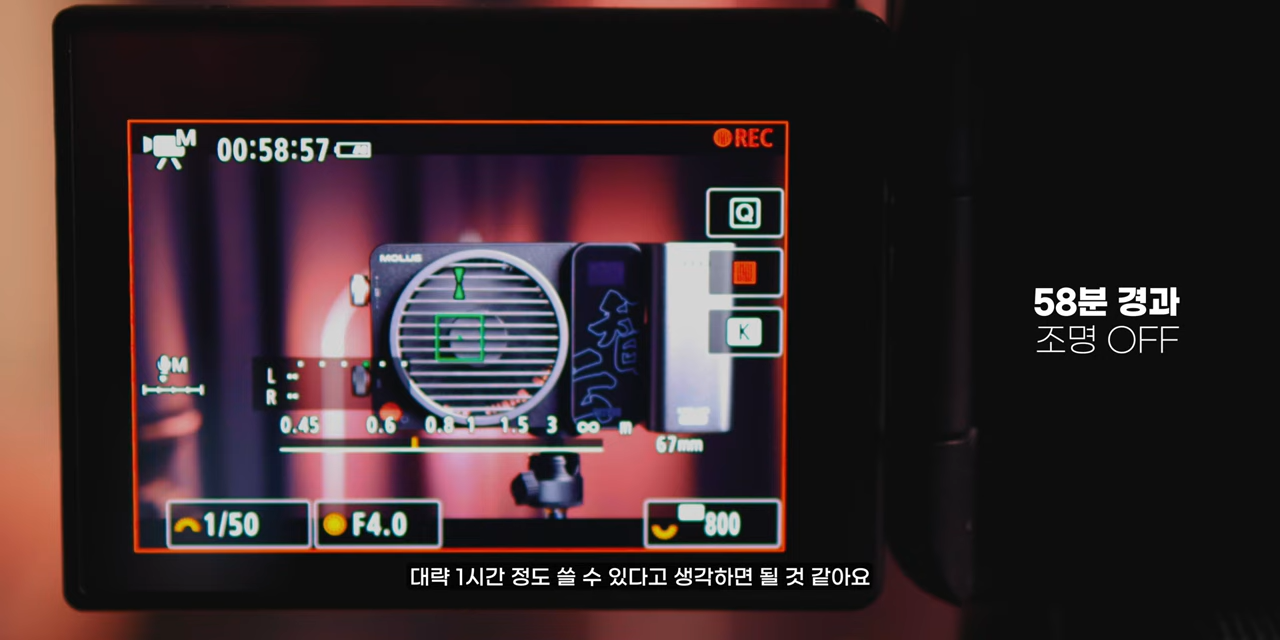 M
00:58:57
REC
Q
MOLUS
K
M
L
R
0.45 0.6 0.8 1 1.5 3 ∞ m
67mm
1/50
F4.0
800
58분 경과
조명 OFF
대략 1시간 정도 쓸 수 있다고 생각하면 될 것 같아요